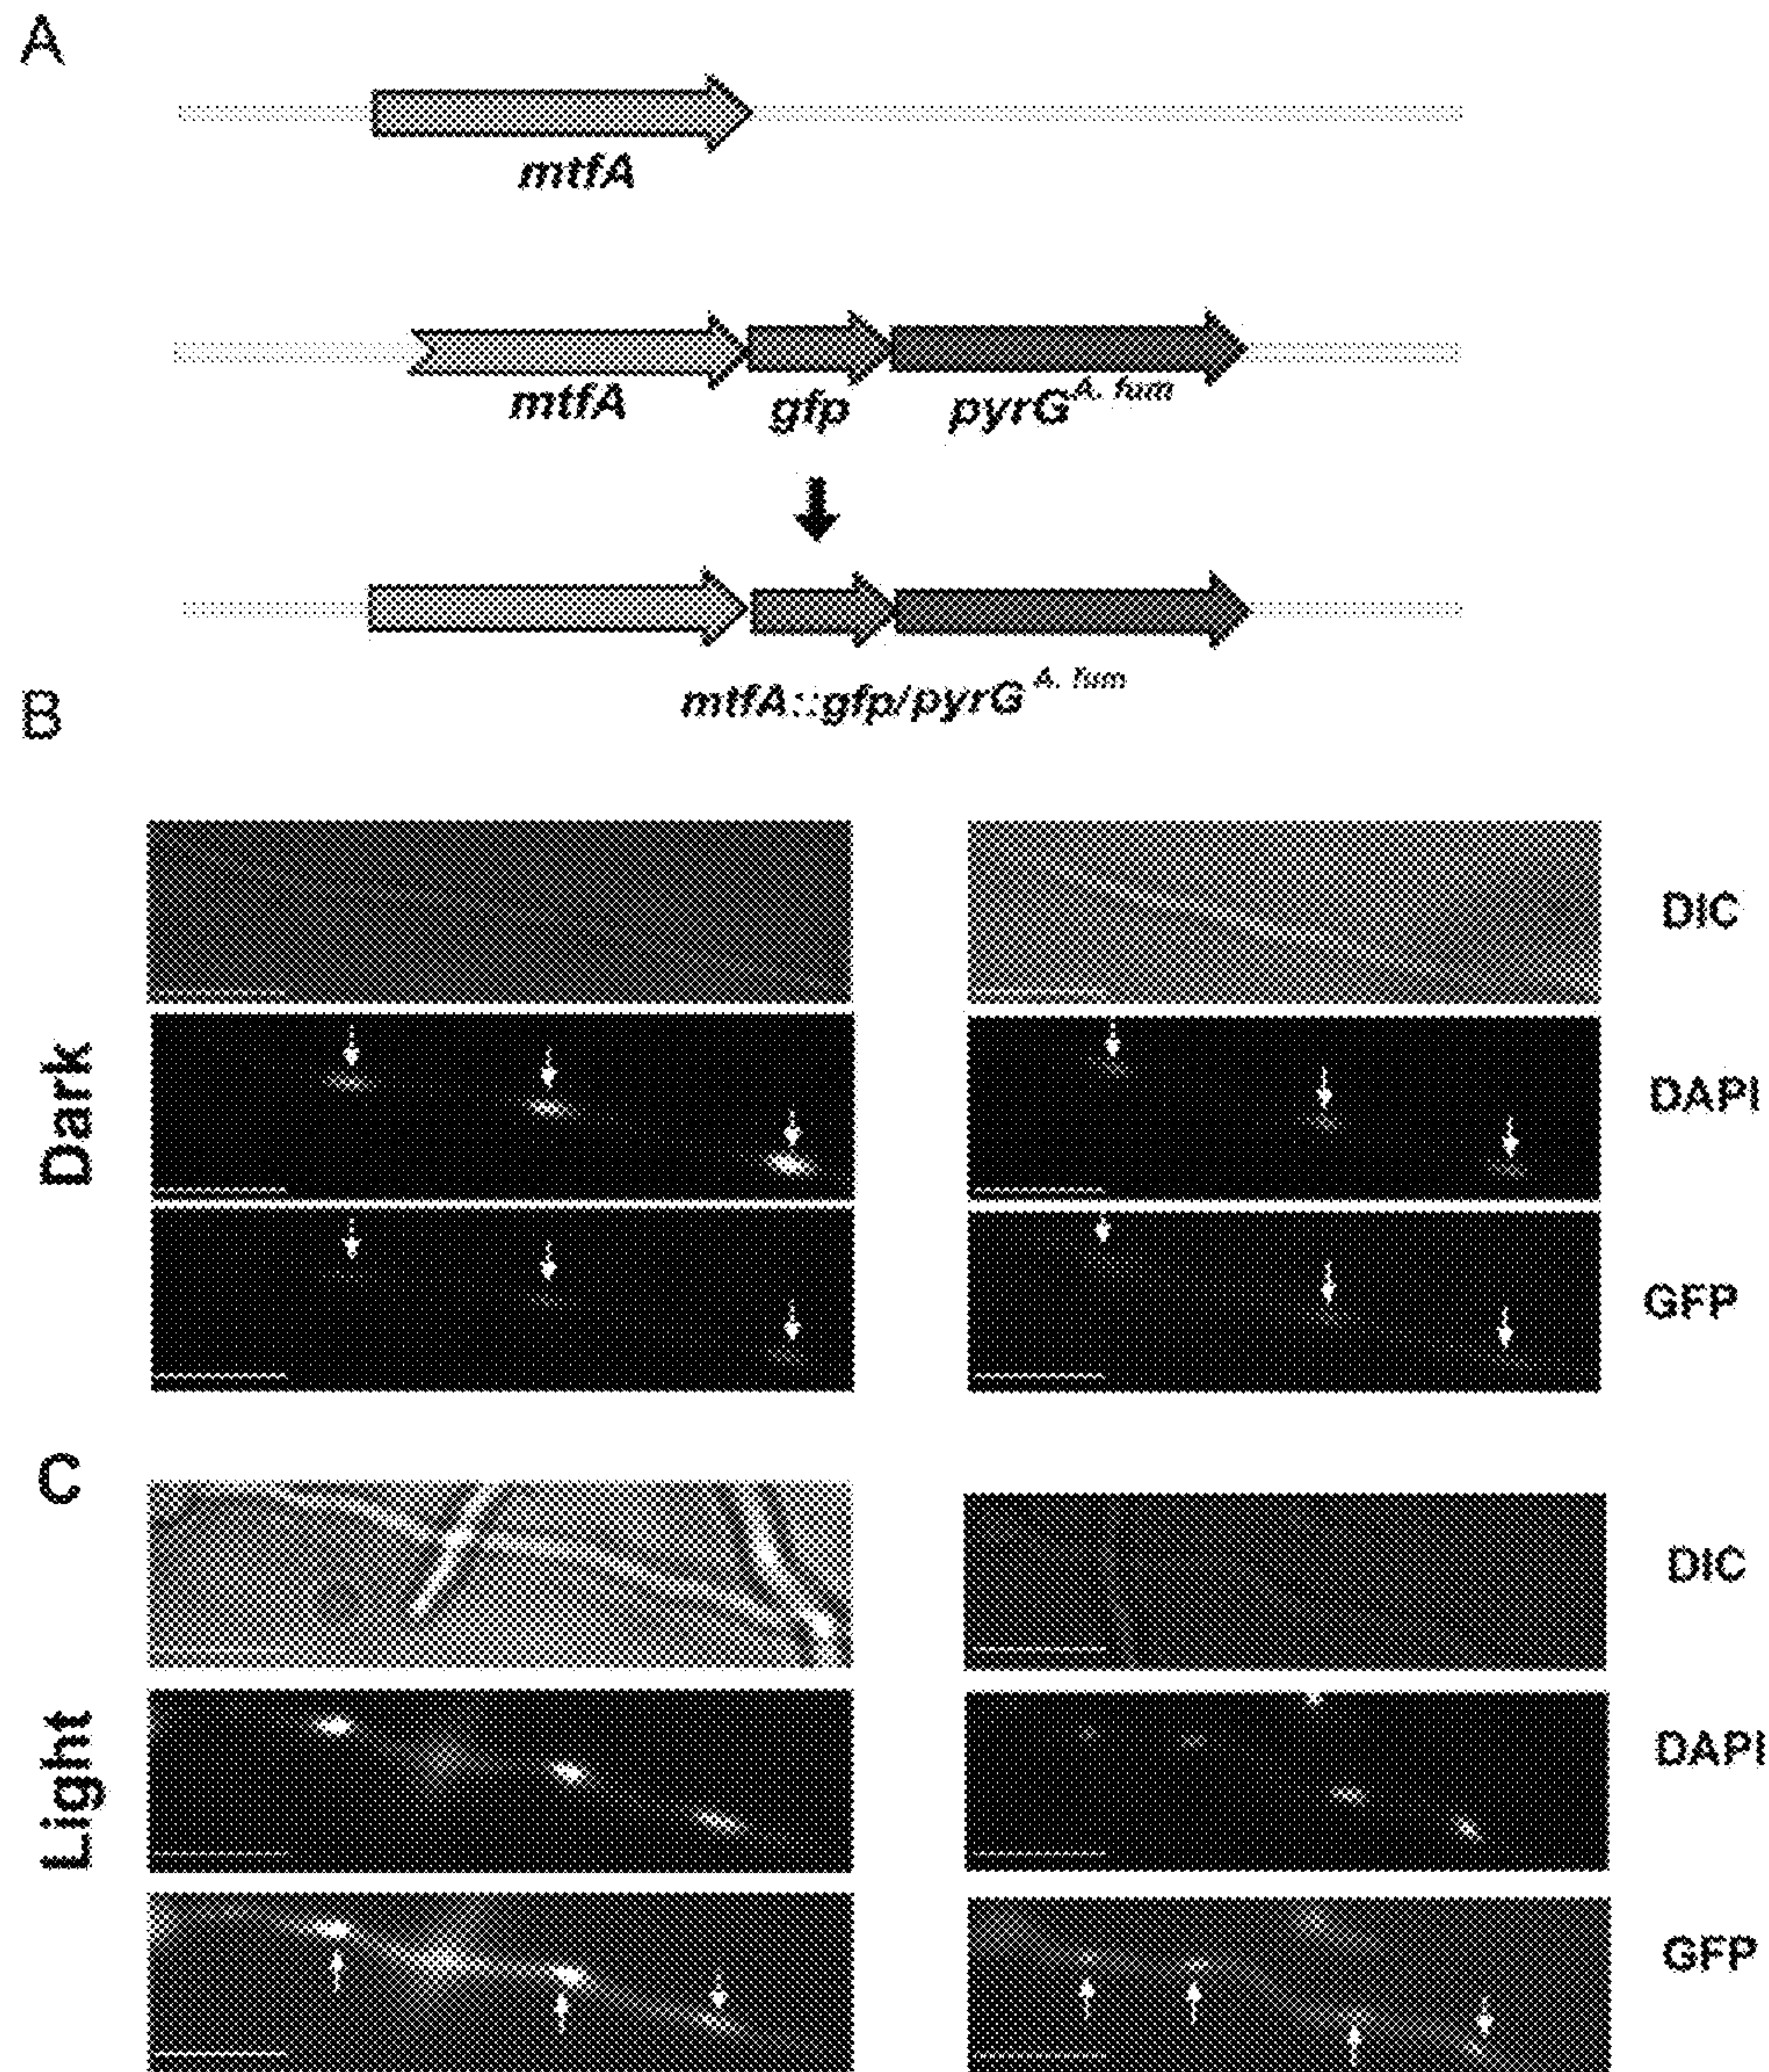 A
mtfA
mtfA gfp pyrG A. fum
mtfA::gfp/pyrG A. fum
B
Dark
DIC
DAPI
GFP
C
Light
DIC
DAPI
GFP